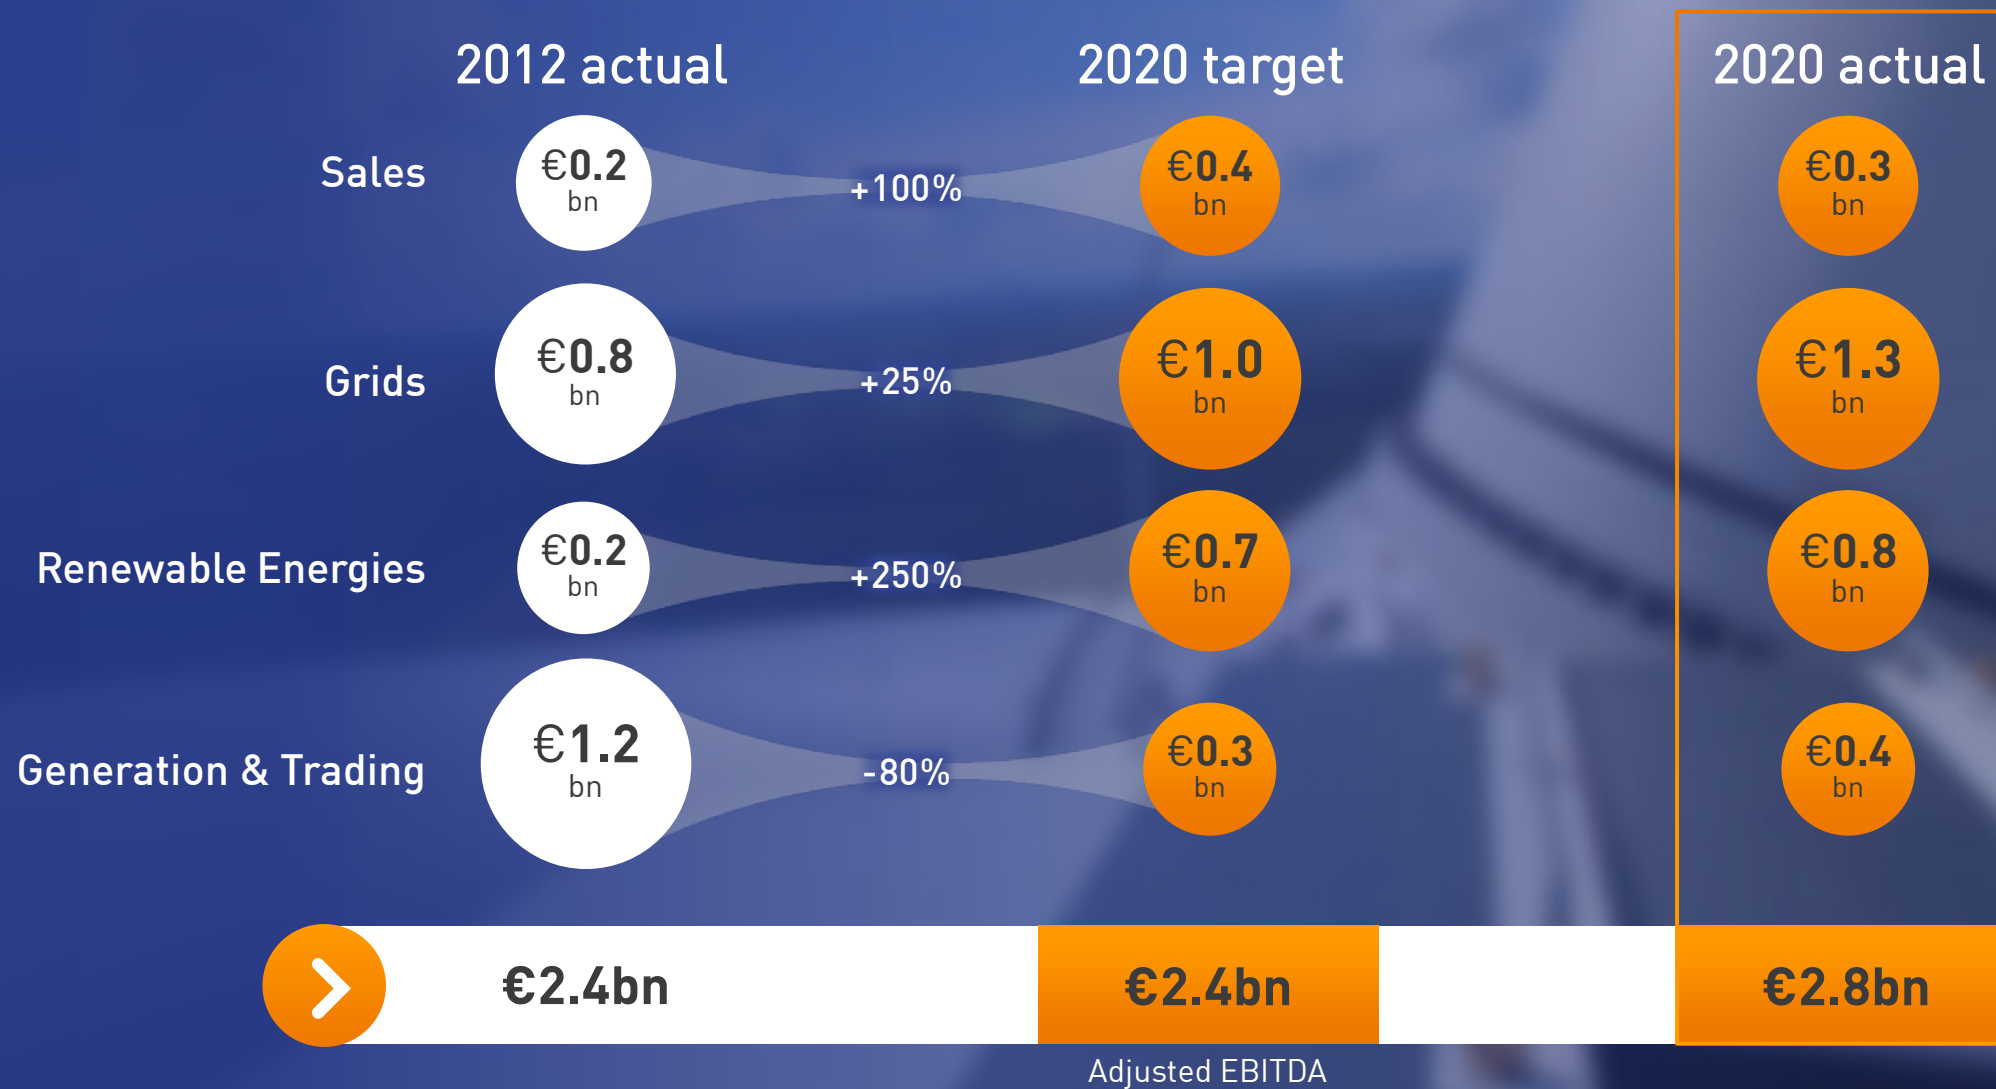 2012 actual 2020 target 2020 actual
Sales €0.2 bn +100% €0.4 bn €0.3 bn
Grids €0.8 bn +25% €1.0 bn €1.3 bn
Renewable Energies €0.2 bn +250% €0.7 bn €0.8 bn
Generation & Trading €1.2 bn -80% €0.3 bn €0.4 bn
€2.4bn €2.4bn €2.8bn
Adjusted EBITDA